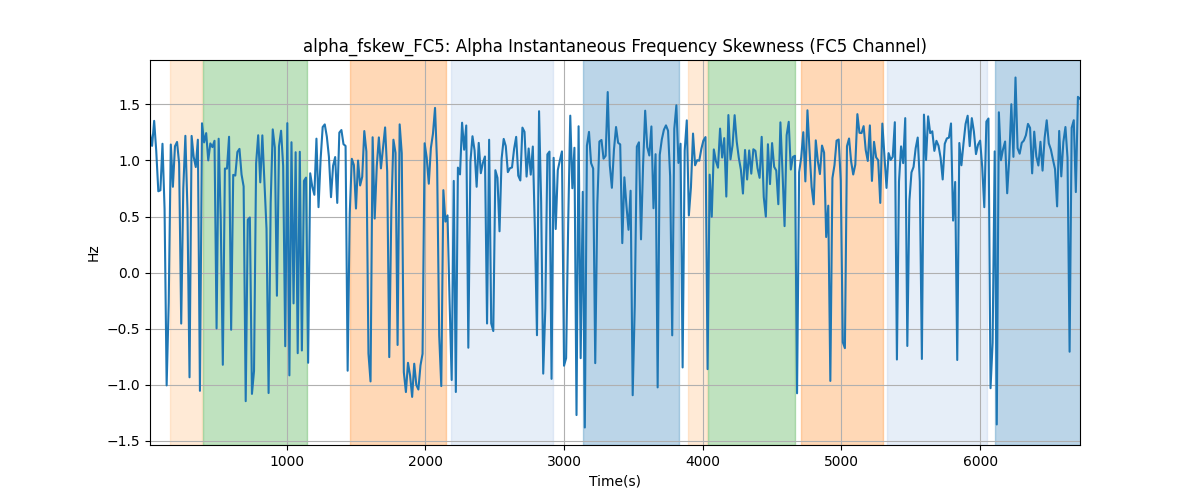 alpha_fskew_FC5: Alpha Instantaneous Frequency Skewness (FC5 Channel)
1.5
1.0
0.5
0.0
−0.5
−1.0
−1.5
Hz
1000 2000 3000 4000 5000 6000
Time(s)